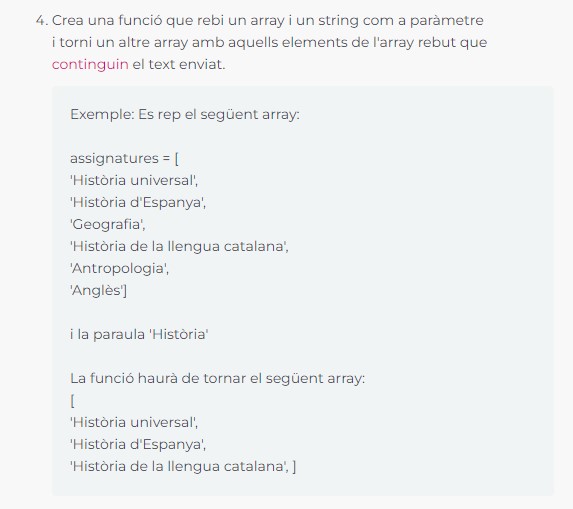 4. Crea una funció que rebi un array i un string com a paràmetre
i torni un altre array amb aquells elements de l'array rebut que
continguin el text enviat.
Exemple: Es rep el següent array:
assignatures = [
'Història universal',
'Història d'Espanya',
'Geografia',
'Història de la llengua catalana',
'Antropologia',
'Anglès']
i la paraula 'Història'
La funció haurà de tornar el següent array:
[
'Història universal',
'Història d'Espanya',
'Història de la llengua catalana', ]